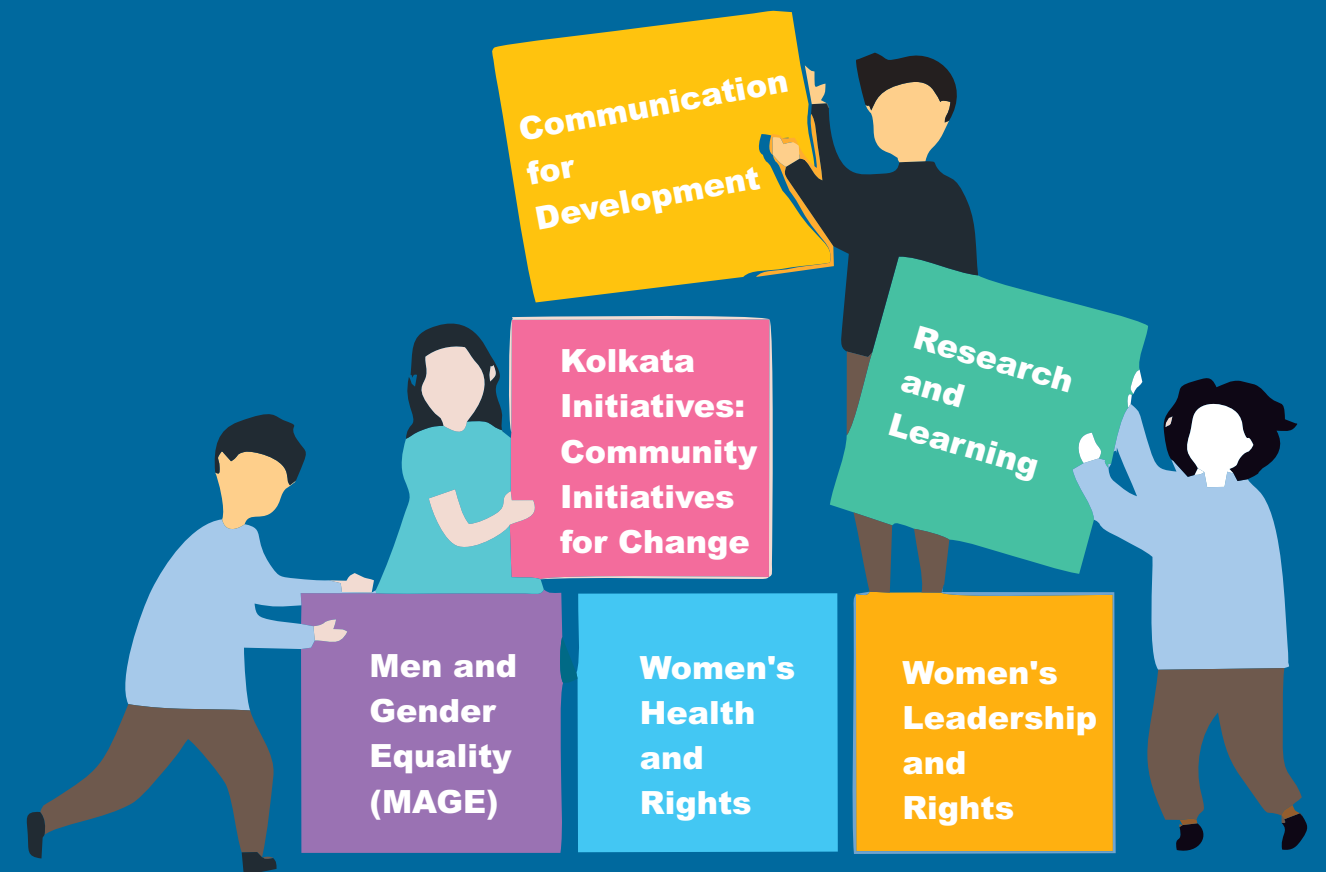 Communication
for
Development
Kolkata
Initiatives:
Community
Initiatives
for Change
Research
and
Learning
Men and
Gender
Equality
(MAGE)
Women's
Health
and
Rights
Women's
Leadership
and
Rights